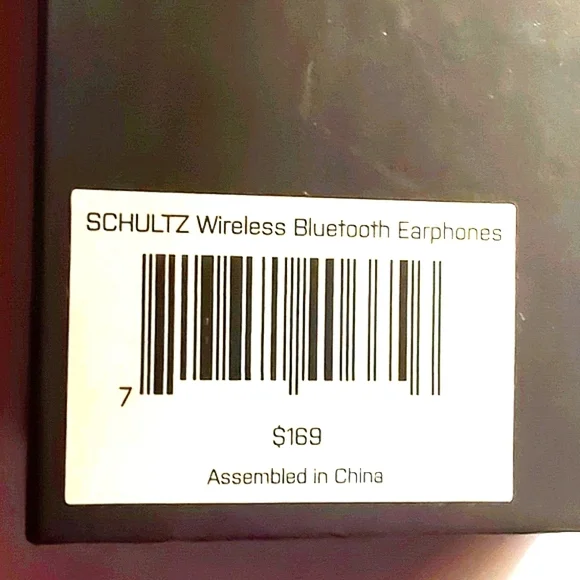 SCHULTZ Wireless Bluetooth Earphones
7
$169
Assembled in China